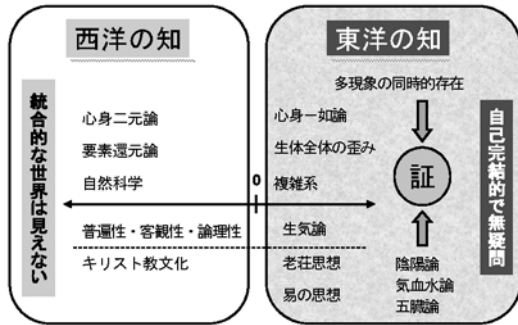 西洋の知
統合的な世界は見えない
心身二元論
要素還元論
自然科学
普遍性・客観性・論理性
キリスト教文化
0
東洋の知
多現象の同時的存在
心身一如論
生体全体の歪み
複雑系
生気論
老荘思想
易の思想
証
陰陽論
気血水論
五臓論
自己完結的で無疑問